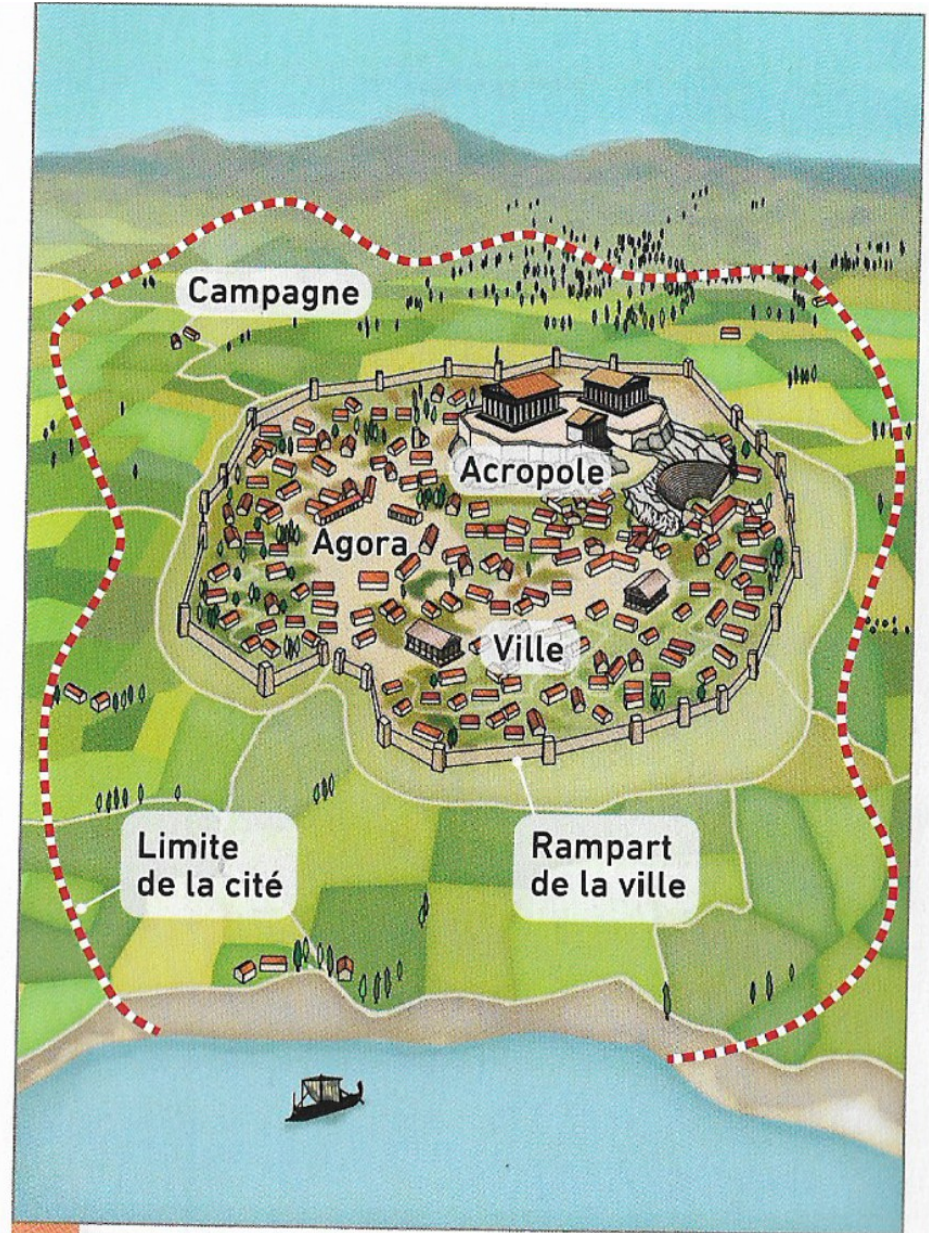 Campagne
Acropole
Agora
Ville
Limite
de la cité
Rampart
de la ville